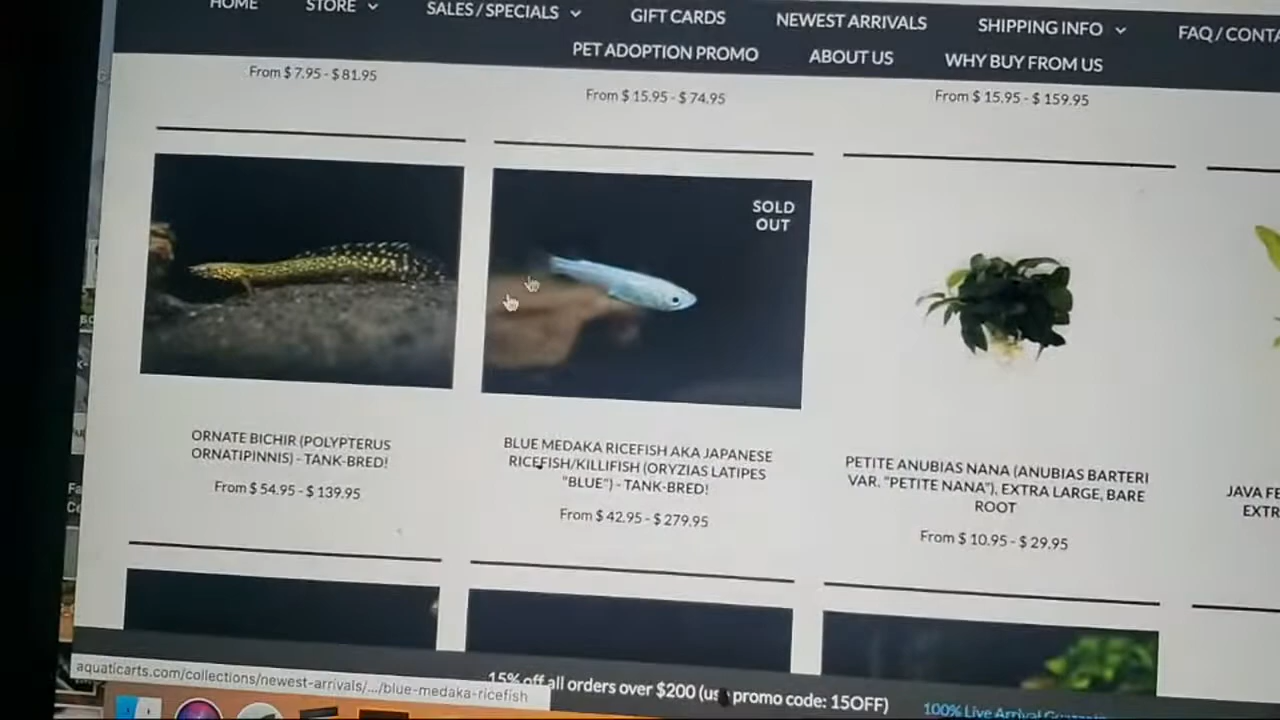 HOME STORE SALES / SPECIALS GIFT CARDS NEWEST ARRIVALS SHIPPING INFO FAQ / CONTA
PET ADOPTION PROMO ABOUT US WHY BUY FROM US
From $ 7.95 - $ 81.95
From $ 15.95 - $ 74.95
From $ 15.95 - $ 159.95
SOLD
OUT
ORNATE BICHIR (POLYPTERUS
ORNATIPINNIS) - TANK-BRED!
From $ 54.95 - $ 139.95
BLUE MEDAKA RICEFISH AKA JAPANESE
RICEFISH/KILLIFISH (ORYZIAS LATIPES
"BLUE") - TANK-BRED!
From $ 42.95 - $ 279.95
PETITE ANUBIAS NANA (ANUBIAS BARTERI
VAR. "PETITE NANA"), EXTRA LARGE, BARE
ROOT
From $ 10.95 - $ 29.95
JAVA FE
EXTR
aquaticarts.com/collections/newest-arrivals/.../blue-medaka-ricefish
15% off all orders over $200 (use promo code: 15OFF)
100% Live Arrival